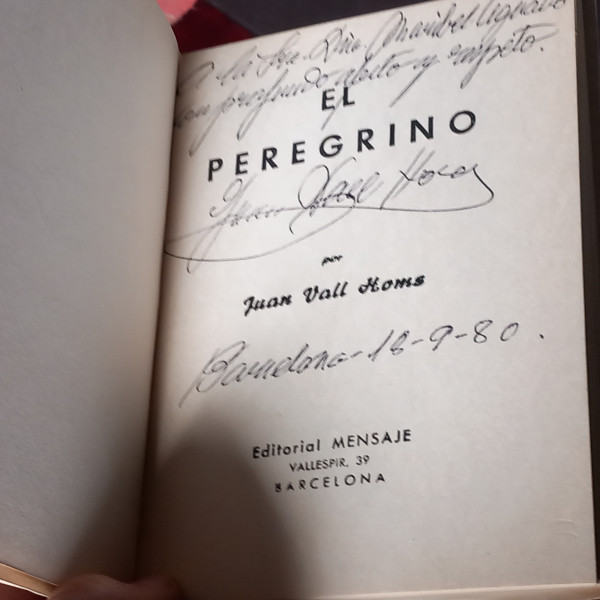 A la Sra. Dña. Maribel
con profundo afecto y respeto.
EL
PEREGRINO
Juan Vall Homs
por
Juan Vall Homs
Barcelona-18-9-80.
Editorial MENSAJE
VALLESPIR, 39
BARCELONA